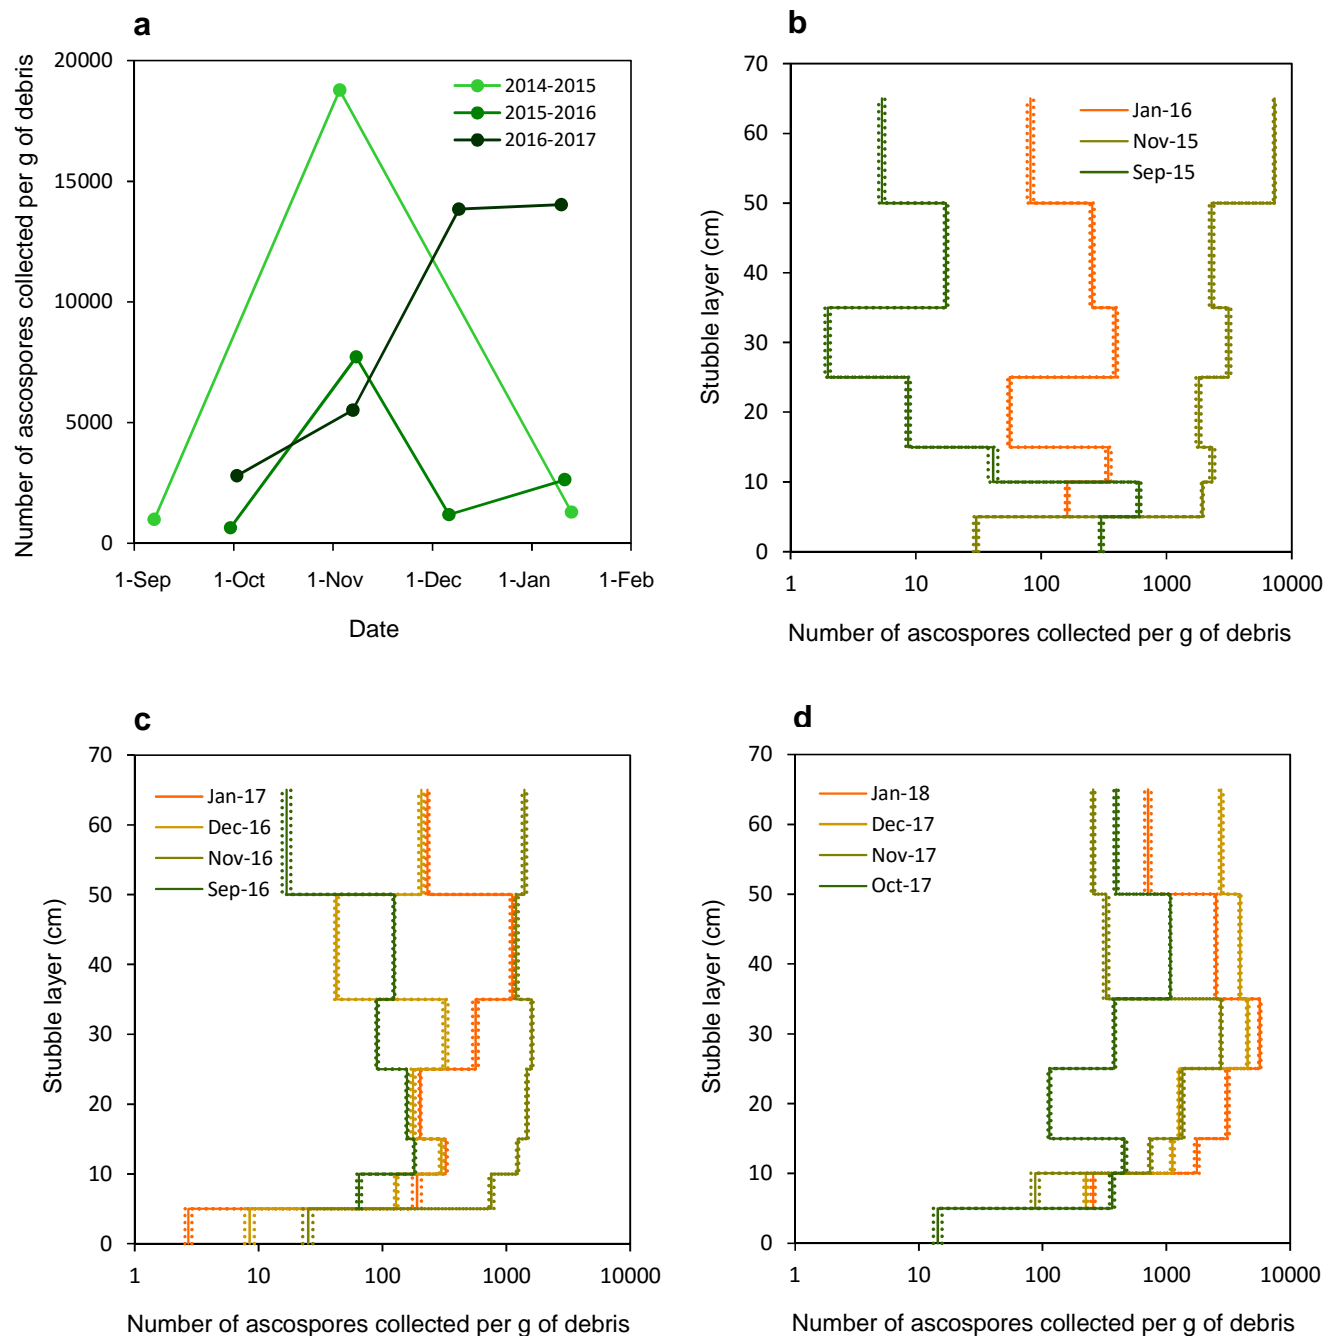 a
Number of ascospores collected per g of debris
20000
15000
10000
5000
0
2014-2015
2015-2016
2016-2017
1-Sep 1-Oct 1-Nov 1-Dec 1-Jan 1-Feb
Date
b
Stubble layer (cm)
70
60
50
40
30
20
10
0
Jan-16
Nov-15
Sep-15
1 10 100 1000 10000
Number of ascospores collected per g of debris
c
Stubble layer (cm)
70
60
50
40
30
20
10
0
Jan-17
Dec-16
Nov-16
Sep-16
1 10 100 1000 10000
Number of ascospores collected per g of debris
d
Stubble layer (cm)
70
60
50
40
30
20
10
0
Jan-18
Dec-17
Nov-17
Oct-17
1 10 100 1000 10000
Number of ascospores collected per g of debris